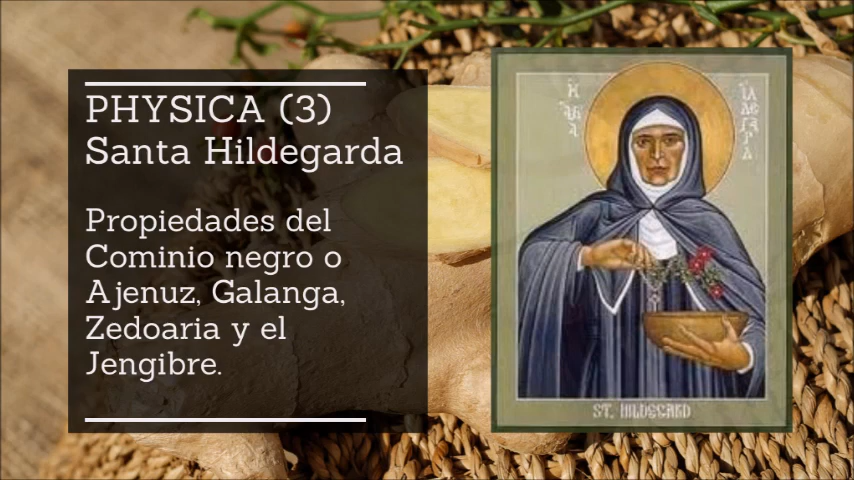 PHYSICA (3)
Santa Hildegarda
Propiedades del
Cominio negro o
Ajenuz, Galanga,
Zedoaria y el
Jengibre.
ST. HILDEGARD